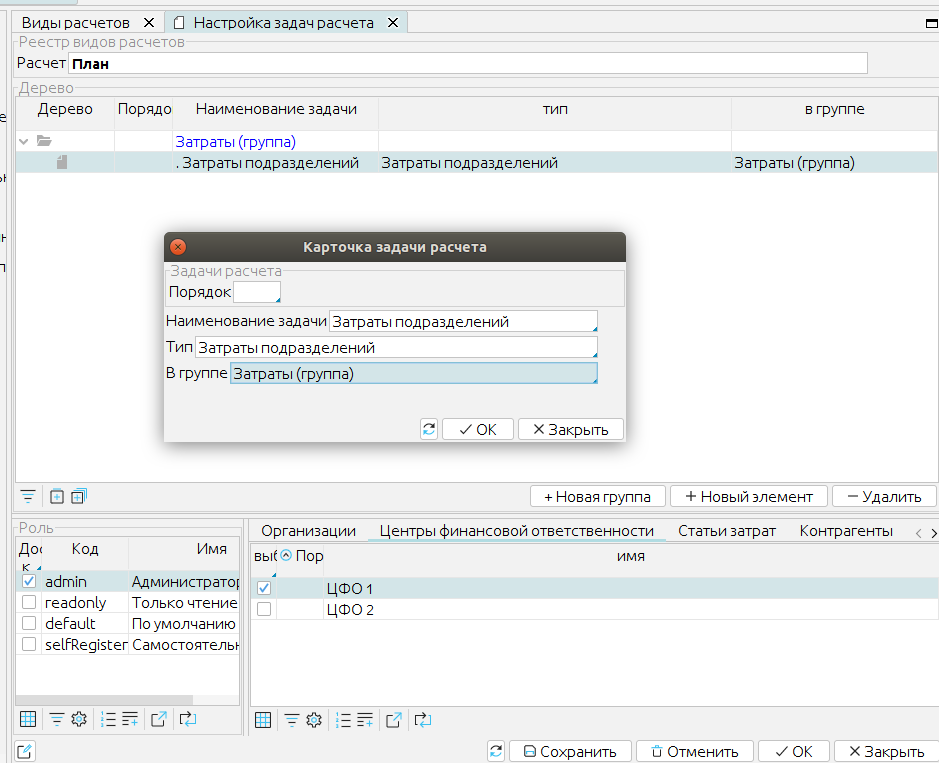 Виды расчетов
Настройка задач расчета
Реестр видов расчетов
Расчет План
Дерево
Дерево Порядо Наименование задачи тип в группе
Затраты (группа)
. Затраты подразделений Затраты подразделений Затраты (группа)
Карточка задачи расчета
Задачи расчета
Порядок
Наименование задачи Затраты подразделений
Тип Затраты подразделений
В группе Затраты (группа)
OK Закрыть
+ Новая группа + Новый элемент − Удалить
Роль
Дос Код Имя
к
admin Администратор
readonly Только чтение
default По умолчанию
selfRegister Самостоятельн
Организации Центры финансовой ответственности Статьи затрат Контрагенты
выб Пор имя
ЦФО 1
ЦФО 2
Сохранить Отменить OK Закрыть